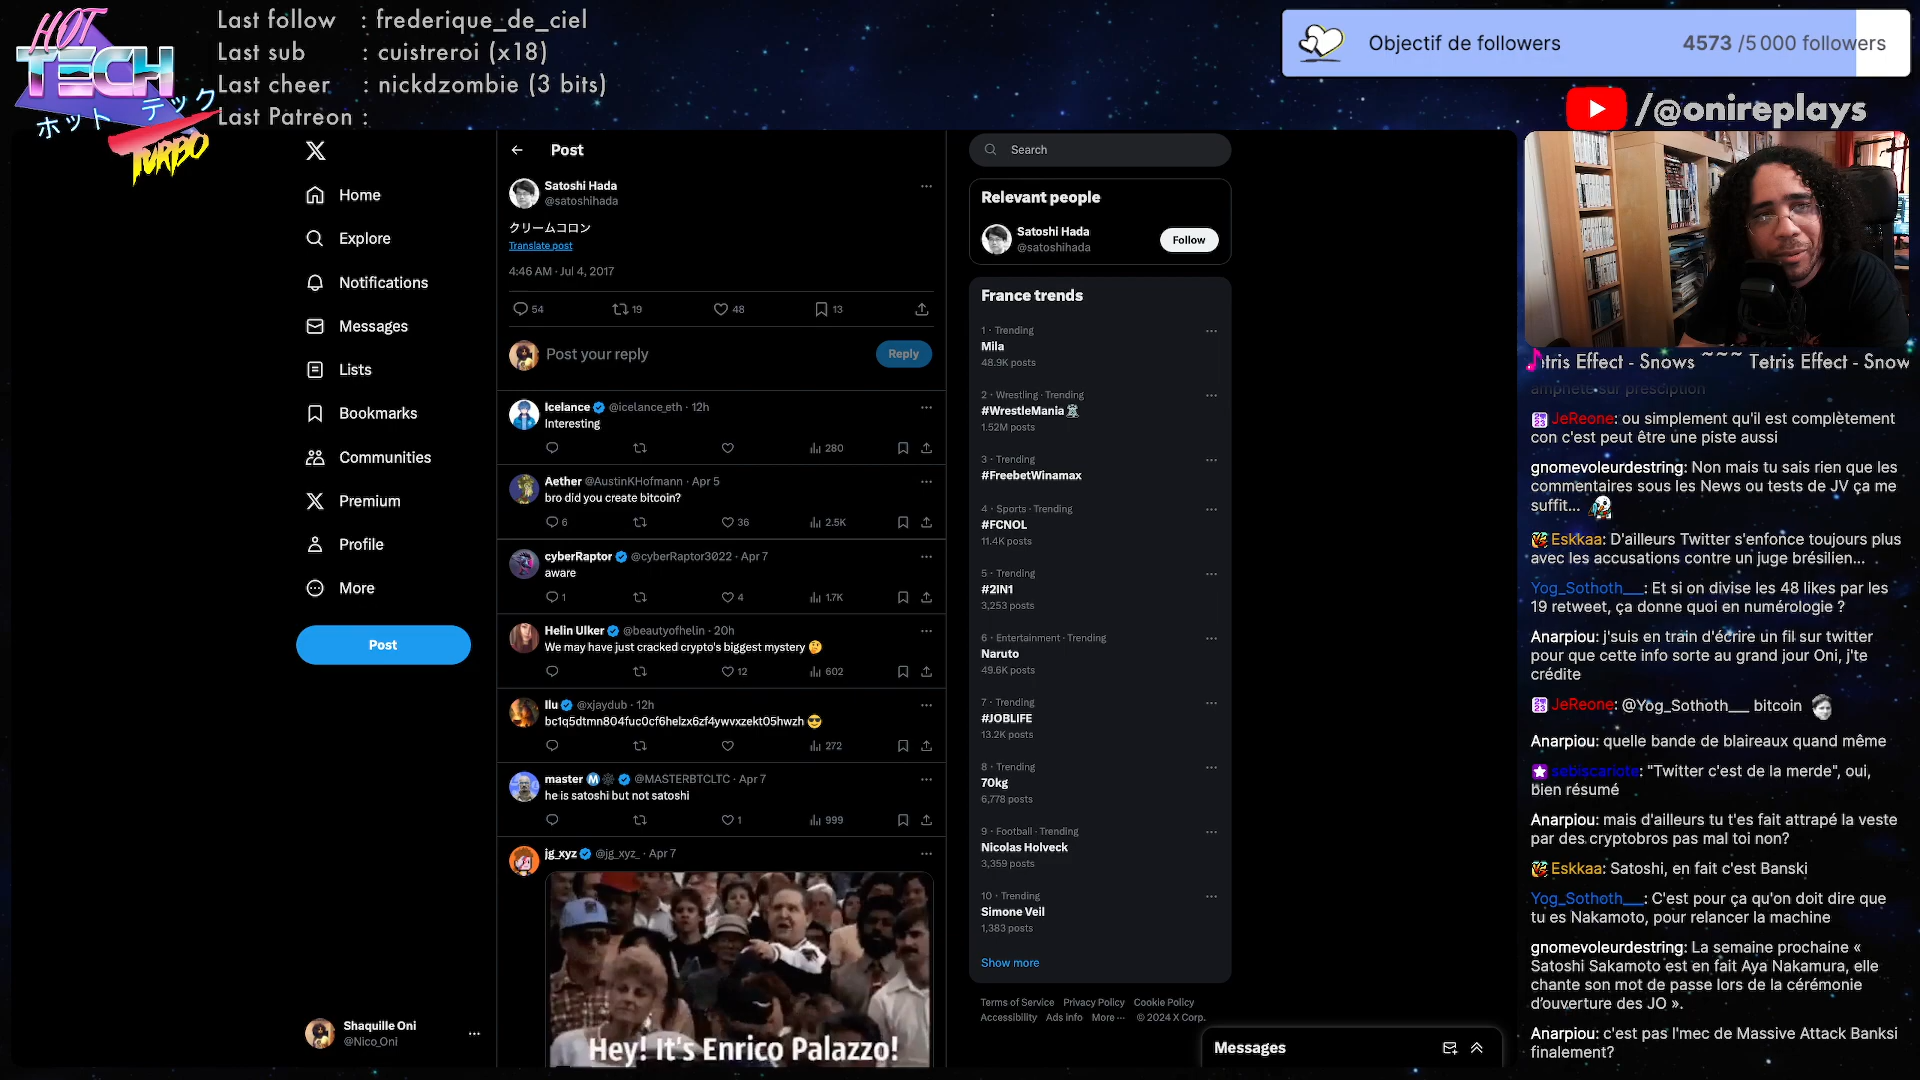 HOT
TECH
ホット テック
TURBO
Last follow : frederique_de_ciel
Last sub : cuistreroi (x18)
Last cheer : nickdzombie (3 bits)
Last Patreon :
Objectif de followers 4573 /5 000 followers
/@onireplays
Home
Explore
Notifications
Messages
Lists
Bookmarks
Communities
Premium
Profile
More
Post
Shaquille Oni
@Nico_Oni
Post
Satoshi Hada
@satoshihada
クリームコロン
Translate post
4:46 AM · Jul 4, 2017
54 19 48 13
Post your reply Reply
Icelance @icelance_eth · 12h
Interesting
280
Aether @AustinKHofmann · Apr 5
bro did you create bitcoin?
6 36 2.5K
cyberRaptor @cyberRaptor3022 · Apr 7
aware
1 4 1.7K
Helin Ulker @beautyofhelin · 20h
We may have just cracked crypto's biggest mystery 🤔
12 602
Ilu @xjaydub · 12h
bc1q5dtmn804fuc0cf6helzx6zf4ywvxzekt05hwzh 😎
272
master Ⓜ @MASTERBTCLTC · Apr 7
he is satoshi but not satoshi
1 999
jg_xyz @jg_xyz_ · Apr 7
Hey! It's Enrico Palazzo!
Search
Relevant people
Satoshi Hada
@satoshihada
Follow
France trends
1 · Trending
Mila
48.9K posts
2 · Wrestling · Trending
#WrestleMania
1.52M posts
3 · Trending
#FreebetWinamax
4 · Sports · Trending
#FCNOL
11.4K posts
5 · Trending
#2IN1
3,253 posts
6 · Entertainment · Trending
Naruto
49.6K posts
7 · Trending
#JOBLIFE
13.2K posts
8 · Trending
70kg
6,778 posts
9 · Football · Trending
Nicolas Holveck
3,359 posts
10 · Trending
Simone Veil
1,383 posts
Show more
Terms of Service Privacy Policy Cookie Policy
Accessibility Ads info More ··· © 2024 X Corp.
Messages
etris Effect - Snows ~~~ Tetris Effect - Snow
amphète sur presciption
JeReone: ou simplement qu'il est complètement
con c'est peut être une piste aussi
gnomevoleurdestring: Non mais tu sais rien que les
commentaires sous les News ou tests de JV ça me
suffit...
Eskkaa: D'ailleurs Twitter s'enfonce toujours plus
avec les accusations contre un juge brésilien...
Yog_Sothoth__: Et si on divise les 48 likes par les
19 retweet, ça donne quoi en numérologie ?
Anarpiou: j'suis en train d'écrire un fil sur twitter
pour que cette info sorte au grand jour Oni, j'te
crédite
JeReone: @Yog_Sothoth__ bitcoin
Anarpiou: quelle bande de blaireaux quand même
sebiscariote: "Twitter c'est de la merde", oui,
bien résumé
Anarpiou: mais d'ailleurs tu t'es fait attrapé la veste
par des cryptobros pas mal toi non?
Eskkaa: Satoshi, en fait c'est Banski
Yog_Sothoth__: C'est pour ça qu'on doit dire que
tu es Nakamoto, pour relancer la machine
gnomevoleurdestring: La semaine prochaine «
Satoshi Sakamoto est en fait Aya Nakamura, elle
chante son mot de passe lors de la cérémonie
d'ouverture des JO ».
Anarpiou: c'est pas l'mec de Massive Attack Banksi
finalement?